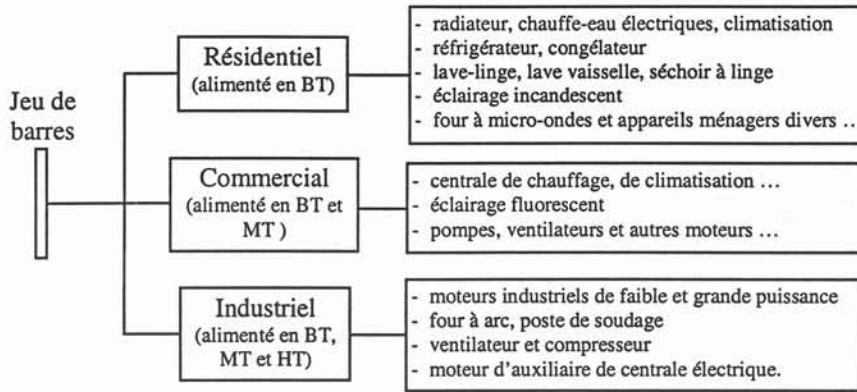 Jeu de
barres
Résidentiel
(alimenté en BT)
- radiateur, chauffe-eau électriques, climatisation
- réfrigérateur, congélateur
- lave-linge, lave vaisselle, séchoir à linge
- éclairage incandescent
- four à micro-ondes et appareils ménagers divers ...
Commercial
(alimenté en BT et
MT )
- centrale de chauffage, de climatisation ...
- éclairage fluorescent
- pompes, ventilateurs et autres moteurs ...
Industriel
(alimenté en BT,
MT et HT)
- moteurs industriels de faible et grande puissance
- four à arc, poste de soudage
- ventilateur et compresseur
- moteur d'auxiliaire de centrale électrique.